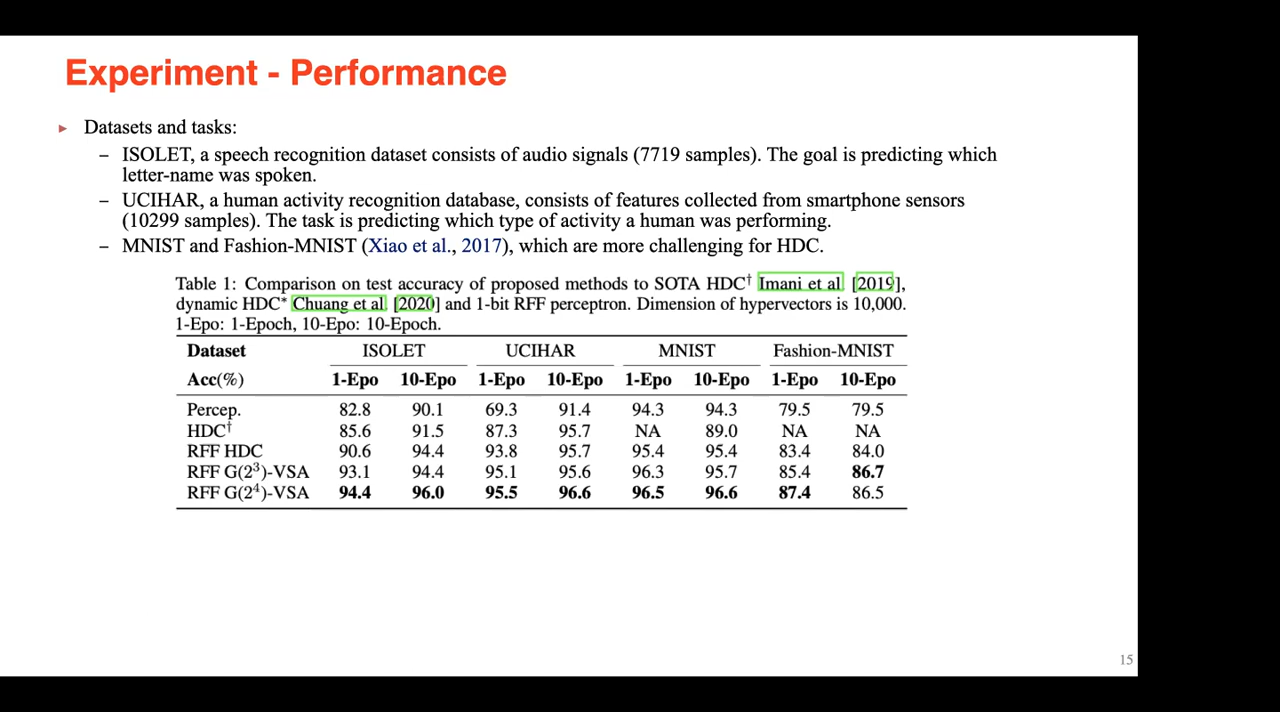 Experiment - Performance
► Datasets and tasks:
– ISOLET, a speech recognition dataset consists of audio signals (7719 samples). The goal is predicting which
letter-name was spoken.
– UCIHAR, a human activity recognition database, consists of features collected from smartphone sensors
(10299 samples). The task is predicting which type of activity a human was performing.
– MNIST and Fashion-MNIST (Xiao et al., 2017), which are more challenging for HDC.
Table 1: Comparison on test accuracy of proposed methods to SOTA HDC† Imani et al. [2019],
dynamic HDC* Chuang et al. [2020] and 1-bit RFF perceptron. Dimension of hypervectors is 10,000.
1-Epo: 1-Epoch, 10-Epo: 10-Epoch.
Dataset ISOLET UCIHAR MNIST Fashion-MNIST
Acc(%) 1-Epo 10-Epo 1-Epo 10-Epo 1-Epo 10-Epo 1-Epo 10-Epo
Percep. 82.8 90.1 69.3 91.4 94.3 94.3 79.5 79.5
HDC† 85.6 91.5 87.3 95.7 NA 89.0 NA NA
RFF HDC 90.6 94.4 93.8 95.7 95.4 95.4 83.4 84.0
RFF G(2³)-VSA 93.1 94.4 95.1 95.6 96.3 95.7 85.4 86.7
RFF G(2⁴)-VSA 94.4 96.0 95.5 96.6 96.5 96.6 87.4 86.5
15